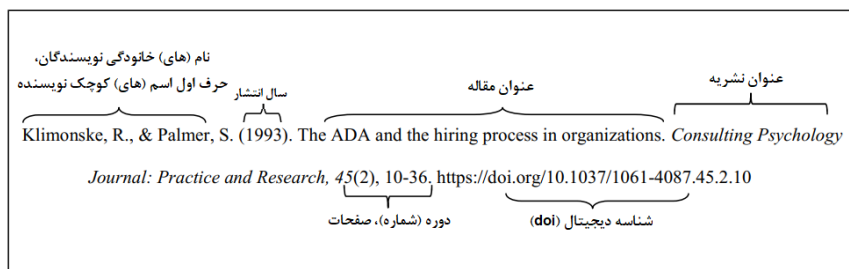 نام (های) خانوادگی نویسندگان،
حرف اول اسم (های) کوچک نویسنده
سال انتشار
عنوان مقاله
عنوان نشریه
Klimonske, R., & Palmer, S. (1993). The ADA and the hiring process in organizations. Consulting Psychology
Journal: Practice and Research, 45(2), 10-36. https://doi.org/10.1037/1061-4087.45.2.10
دوره (شماره)، صفحات
شناسه دیجیتال (doi)